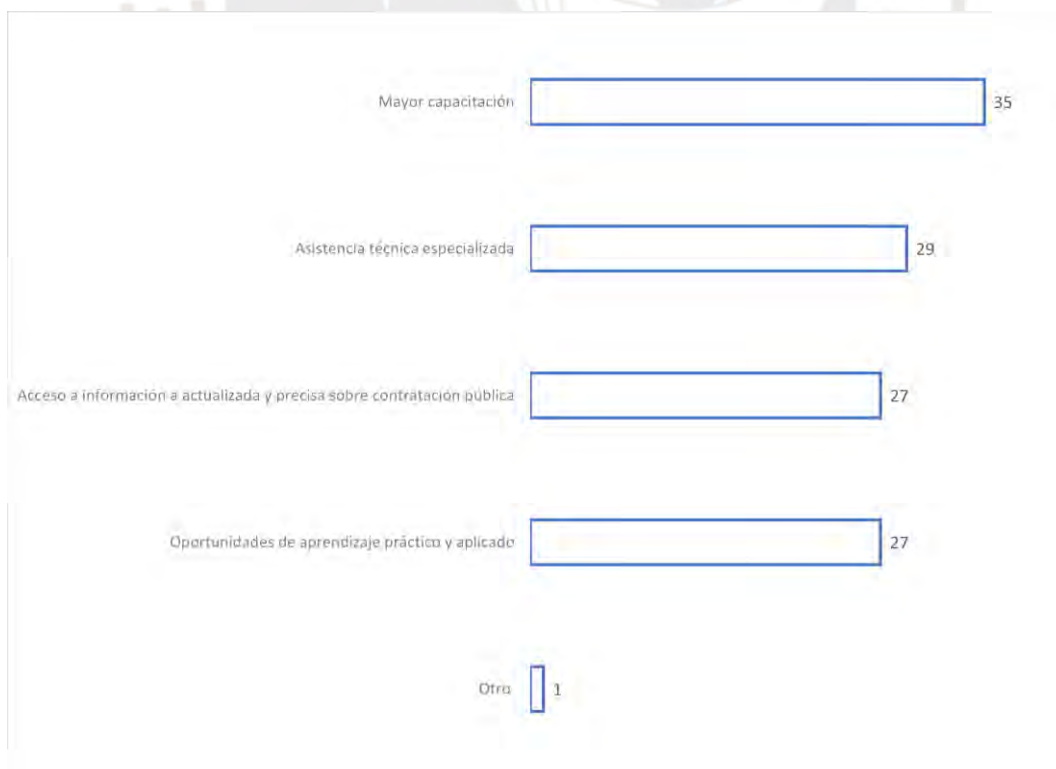 Mayor capacitación 35
Asistencia técnica especializada 29
Acceso a información a actualizada y precisa sobre contratación pública 27
Oportunidades de aprendizaje práctico y aplicado 27
Otro 1